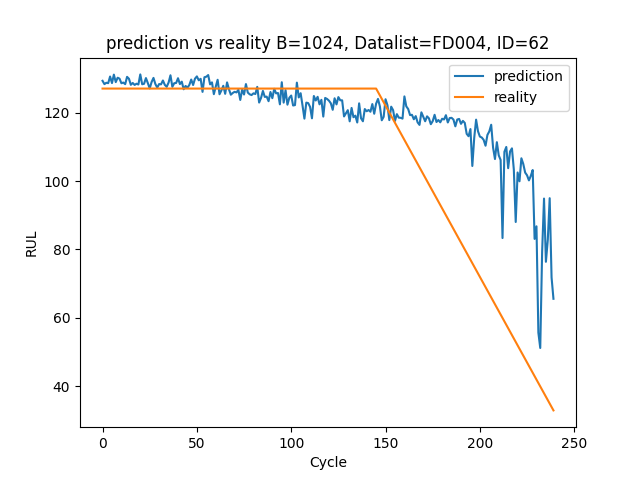 prediction vs reality B=1024, Datalist=FD004, ID=62
prediction
reality
120
100
80
60
40
RUL
0 50 100 150 200 250
Cycle